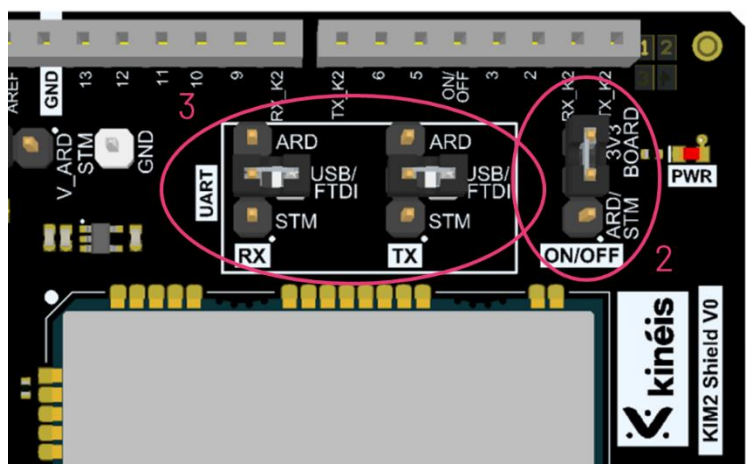 1 2
3 4
AREF
GND
13
12
11
10
9
RX_K2
TX_K2
6
5
ON/
OFF
3
2
RX_K2
TX_K2
3
V_ARD
STM
GND
UART
ARD
USB/
FTDI
STM
RX
ARD
USB/
FTDI
STM
TX
3V3
BOARD
ARD/
STM
ON/OFF
2
PWR
kinéis
KIM2 Shield V0